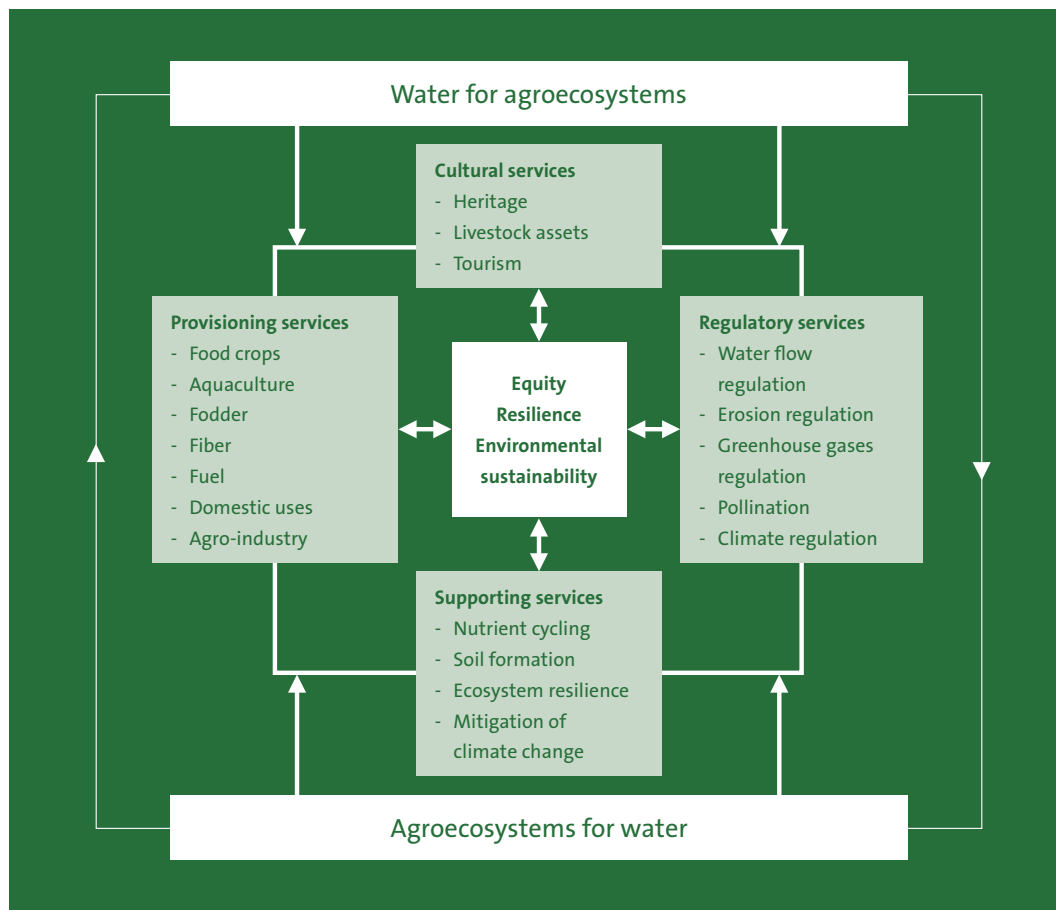 Water for agroecosystems
Cultural services
- Heritage
- Livestock assets
- Tourism
Provisioning services
- Food crops
- Aquaculture
- Fodder
- Fiber
- Fuel
- Domestic uses
- Agro-industry
Equity
Resilience
Environmental
sustainability
Regulatory services
- Water flow
regulation
- Erosion regulation
- Greenhouse gases
regulation
- Pollination
- Climate regulation
Supporting services
- Nutrient cycling
- Soil formation
- Ecosystem resilience
- Mitigation of
climate change
Agroecosystems for water